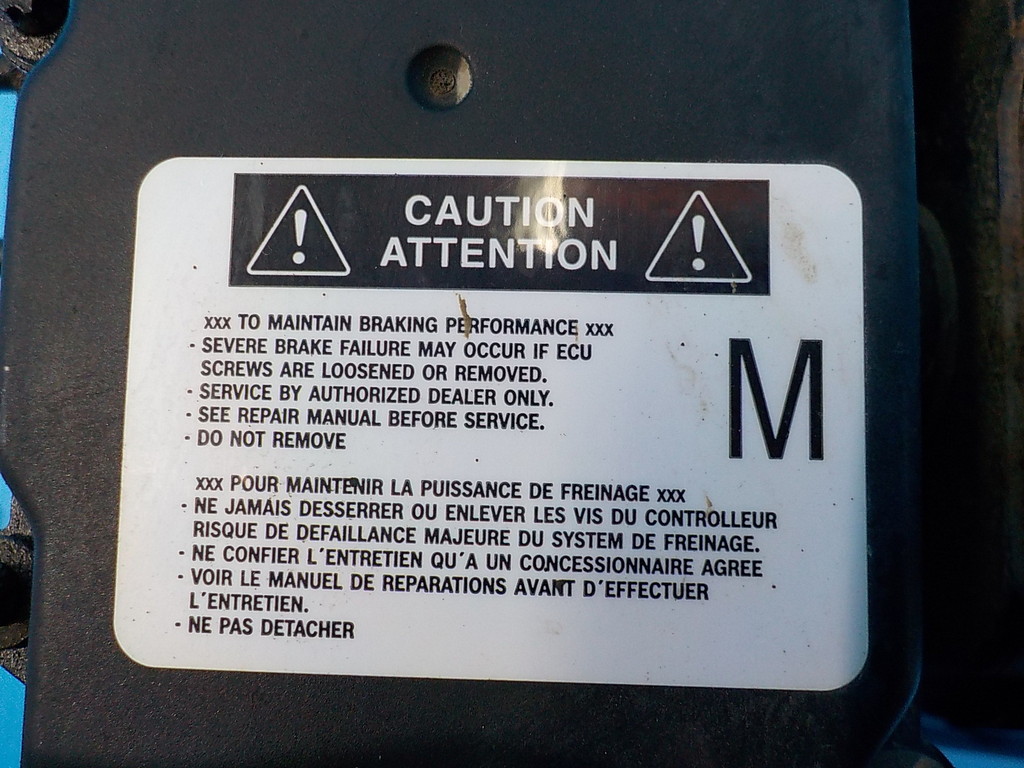 CAUTION
ATTENTION
xxx TO MAINTAIN BRAKING PERFORMANCE xxx
- SEVERE BRAKE FAILURE MAY OCCUR IF ECU
SCREWS ARE LOOSENED OR REMOVED.
- SERVICE BY AUTHORIZED DEALER ONLY.
- SEE REPAIR MANUAL BEFORE SERVICE.
- DO NOT REMOVE
M
xxx POUR MAINTENIR LA PUISSANCE DE FREINAGE xxx
- NE JAMAIS DESSERRER OU ENLEVER LES VIS DU CONTROLLEUR
RISQUE DE DEFAILLANCE MAJEURE DU SYSTEM DE FREINAGE.
- NE CONFIER L'ENTRETIEN QU'A UN CONCESSIONNAIRE AGREE
- VOIR LE MANUEL DE REPARATIONS AVANT D'EFFECTUER
L'ENTRETIEN.
- NE PAS DETACHER